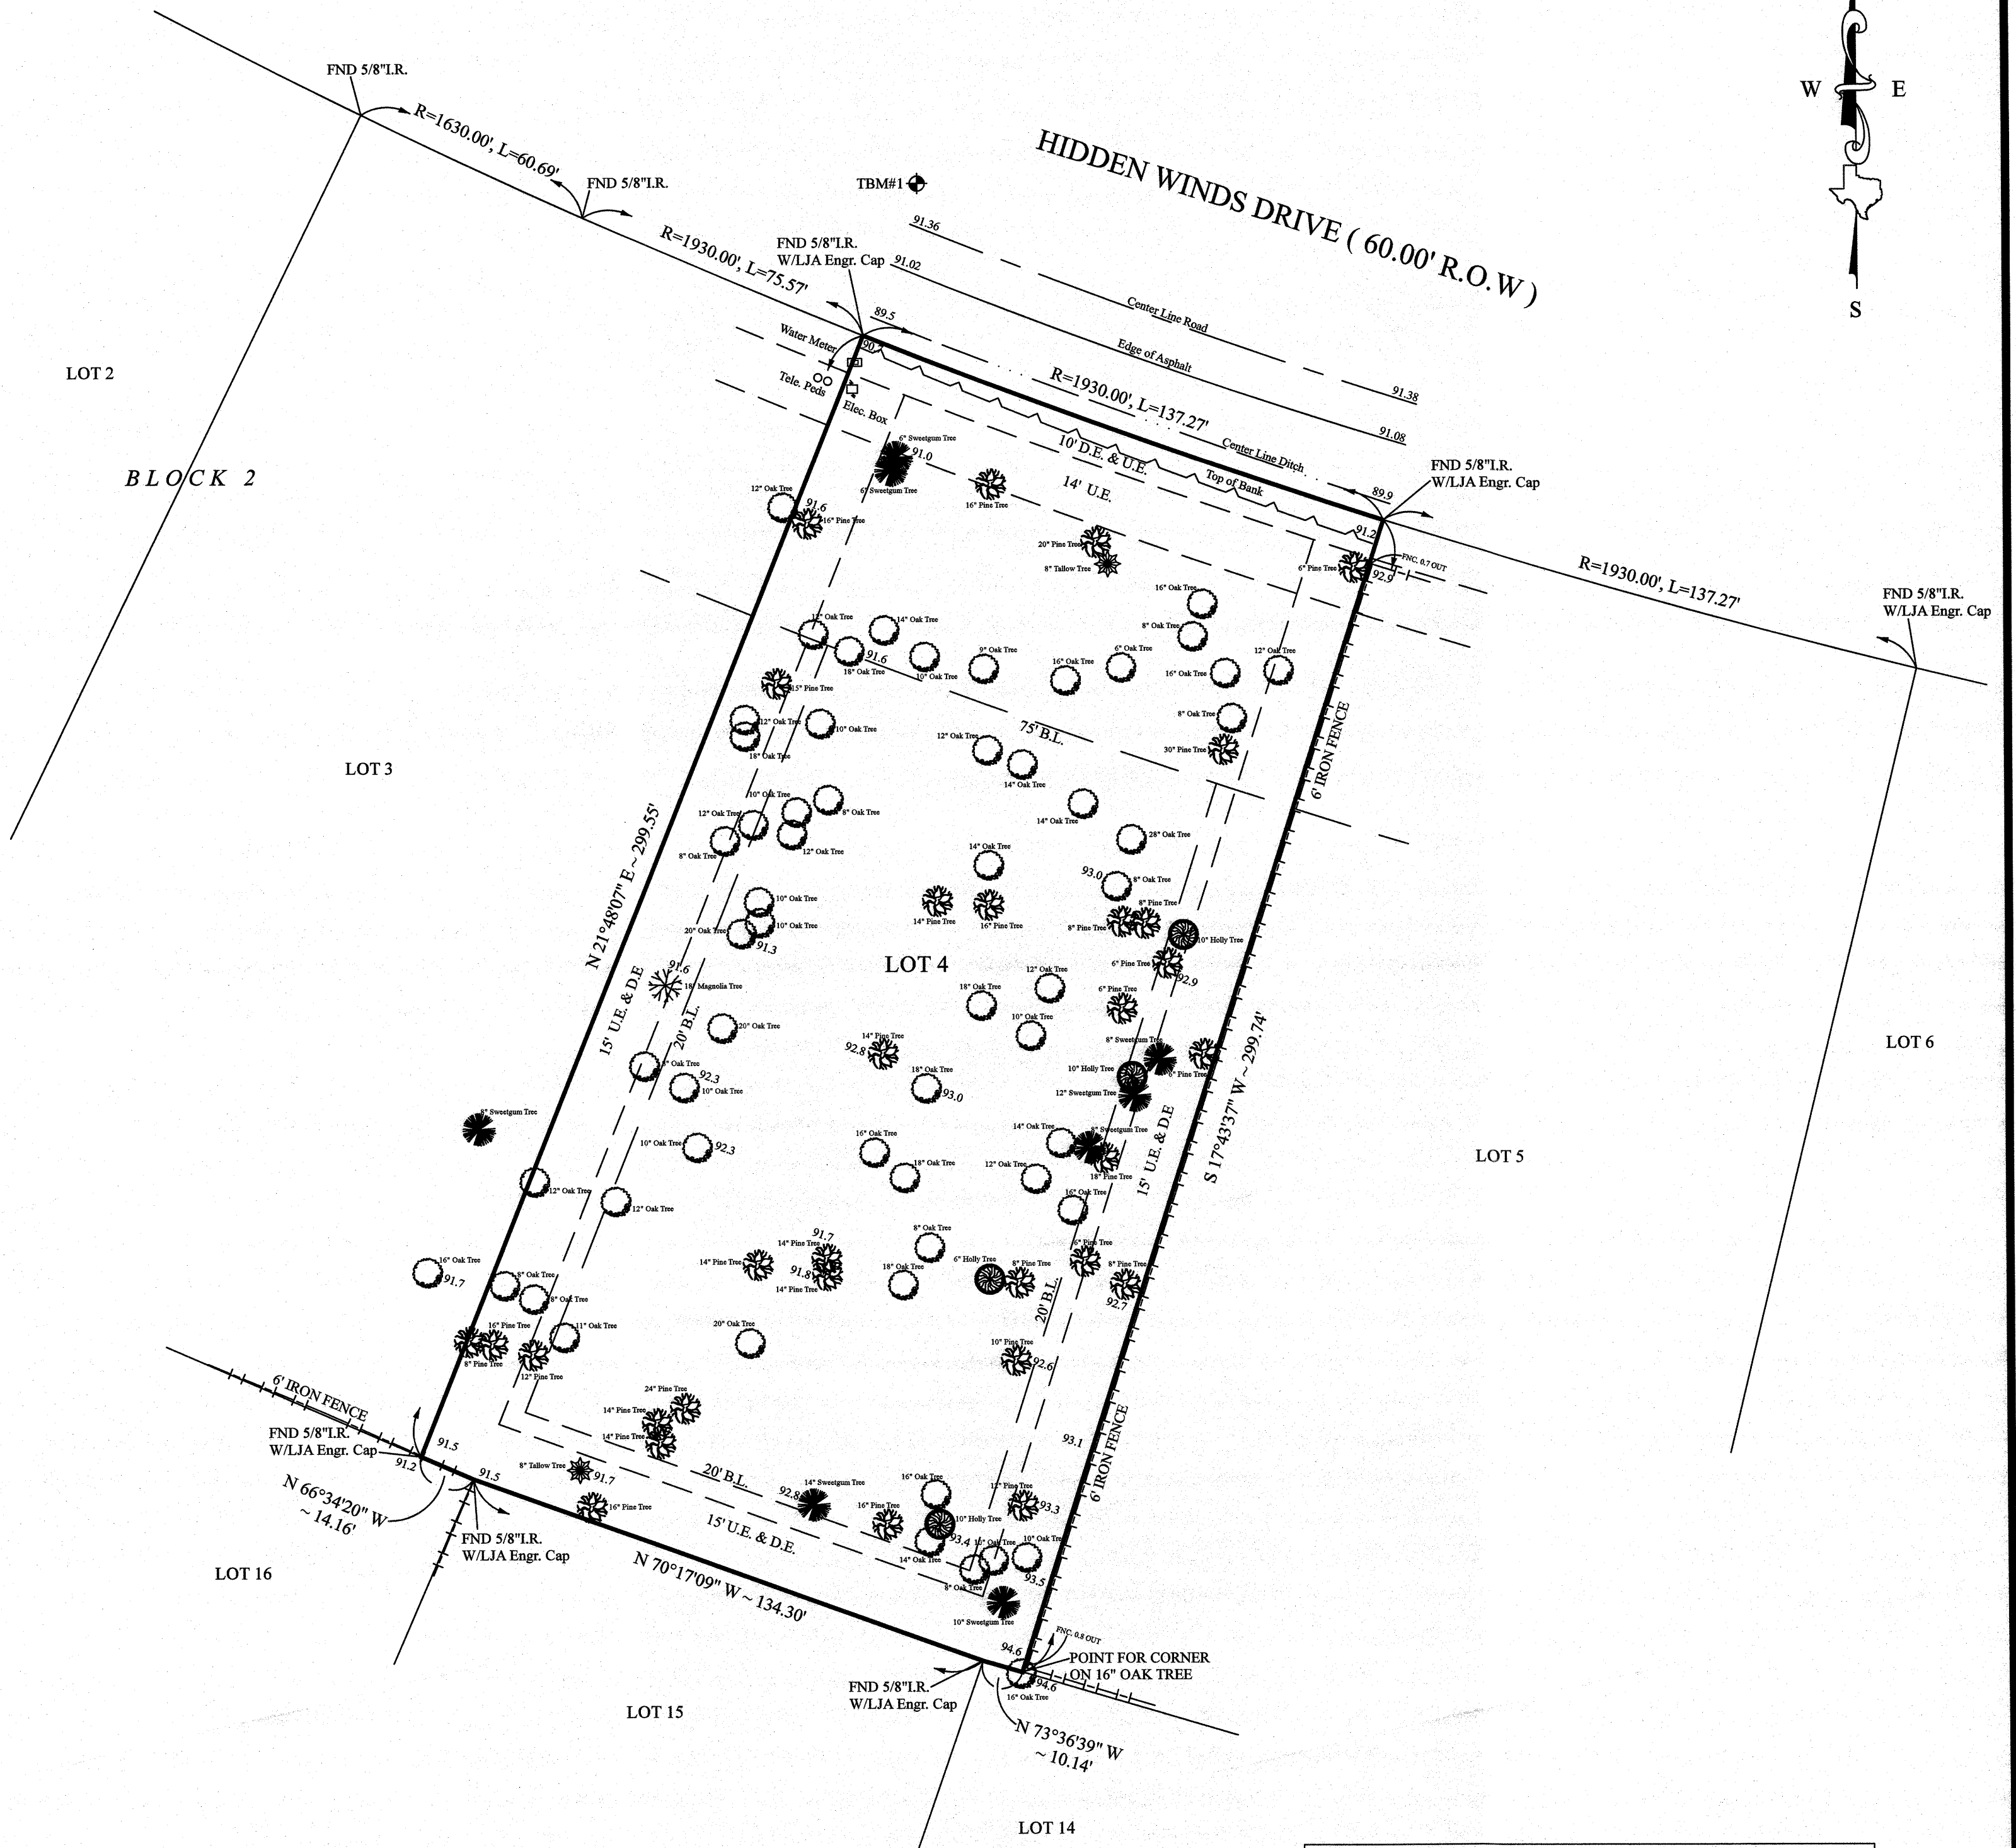 FND 5/8"I.R.
R=1630.00', L=60.69'
W E
S
HIDDEN WINDS DRIVE ( 60.00' R.O.W )
TBM#1
FND 5/8"I.R.
91.36
R=1930.00', L=75.57'
FND 5/8"I.R.
W/LJA Engr. Cap
91.02
Center Line Road
89.5
Water Meter
90.7
Edge of Asphalt
LOT 2
Tele. Peds
Elec. Box
R=1930.00', L=137.27'
91.38
91.08
Center Line Ditch
10' D.E. & U.E.
Top of Bank
14' U.E.
BLOCK 2
6" Sweetgum Tree
91.0
6" Sweetgum Tree
FND 5/8"I.R.
W/LJA Engr. Cap
89.9
91.2
12" Oak Tree
91.6
16" Pine Tree
16" Pine Tree
20" Pine Tree
8" Tallow Tree
6" Pine Tree
92.9
FNC. 0.7 OUT
R=1930.00', L=137.27'
FND 5/8"I.R.
W/LJA Engr. Cap
16" Oak Tree
8" Oak Tree
Oak Tree
14" Oak Tree
91.6
18" Oak Tree
10" Oak Tree
9" Oak Tree
16" Oak Tree
6" Oak Tree
16" Oak Tree
12" Oak Tree
15" Pine Tree
12" Oak Tree
18" Oak Tree
10" Oak Tree
75' B.L.
12" Oak Tree
14" Oak Tree
8" Oak Tree
30" Pine Tree
6' IRON FENCE
LOT 3
10" Oak Tree
8" Oak Tree
12" Oak Tree
8" Oak Tree
12" Oak Tree
14" Oak Tree
28" Oak Tree
14" Oak Tree
93.0
8" Oak Tree
N 21°48'07" E ~ 299.55'
10" Oak Tree
10" Oak Tree
20" Oak Tree
91.3
14" Pine Tree
16" Pine Tree
8" Pine Tree
8" Pine Tree
10" Holly Tree
LOT 4
6" Pine Tree
92.9
91.6
18" Magnolia Tree
15' U.E. & D.E
20' B.L.
12" Oak Tree
18" Oak Tree
10" Oak Tree
6" Pine Tree
20" Oak Tree
14" Pine Tree
92.8
8" Sweetgum Tree
6" Pine Tree
10" Holly Tree
12" Sweetgum Tree
S 17°43'37" W ~ 299.74'
LOT 6
Oak Tree
92.3
10" Oak Tree
18" Oak Tree
93.0
8" Sweetgum Tree
10" Oak Tree
92.3
16" Oak Tree
18" Oak Tree
14" Oak Tree
8" Sweetgum Tree
18" Pine Tree
12" Oak Tree
16" Oak Tree
15' U.E. & D.E
LOT 5
12" Oak Tree
12" Oak Tree
16" Oak Tree
91.7
8" Oak Tree
8" Oak Tree
11" Oak Tree
14" Pine Tree
14" Pine Tree
91.7
91.8
14" Pine Tree
8" Oak Tree
18" Oak Tree
6" Holly Tree
8" Pine Tree
6" Pine Tree
8" Pine Tree
92.7
20' B.L.
16" Pine Tree
8" Pine Tree
12" Pine Tree
20" Oak Tree
10" Pine Tree
92.6
6' IRON FENCE
24" Pine Tree
14" Pine Tree
14" Pine Tree
93.1
6' IRON FENCE
FND 5/8"I.R.
W/LJA Engr. Cap
91.5
91.2
91.5
N 66°34'20" W
~ 14.16'
8" Tallow Tree
91.7
16" Pine Tree
20' B.L.
92.8
14" Sweetgum Tree
15' U.E. & D.E.
16" Oak Tree
16" Pine Tree
10" Holly Tree
93.4
14" Oak Tree
Pine Tree
93.3
Oak Tree
10" Oak Tree
8" Oak Tree
93.5
10" Sweetgum Tree
FND 5/8"I.R.
W/LJA Engr. Cap
LOT 16
N 70°17'09" W ~ 134.30'
94.6
FNC. 0.8 OUT
POINT FOR CORNER
ON 16" OAK TREE
94.6
16" Oak Tree
FND 5/8"I.R.
W/LJA Engr. Cap
LOT 15
N 73°36'39" W
~ 10.14'
LOT 14